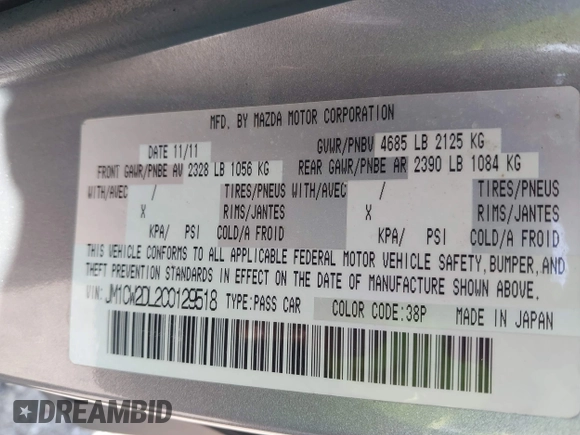 MFD. BY MAZDA MOTOR CORPORATION
DATE 11/11 GVWR/PNBV 4685 LB 2125 KG
FRONT GAWR/PNBE AV 2328 LB 1056 KG REAR GAWR/PNBE AR 2390 LB 1084 KG
WITH/AVEC / TIRES/PNEUS WITH/AVEC / TIRES/PNEUS
X RIMS/JANTES X RIMS/JANTES
KPA/ PSI COLD/A FROID KPA/ PSI COLD/A FROID
THIS VEHICLE CONFORMS TO ALL APPLICABLE FEDERAL MOTOR VEHICLE SAFETY, BUMPER, AND
THEFT PREVENTION STANDARDS IN EFFECT ON THE DATE OF MANUFACTURE SHOWN ABOVE.
VIN: JM1CW2DL2C0129518 TYPE:PASS CAR COLOR CODE:38P MADE IN JAPAN
DREAMBID